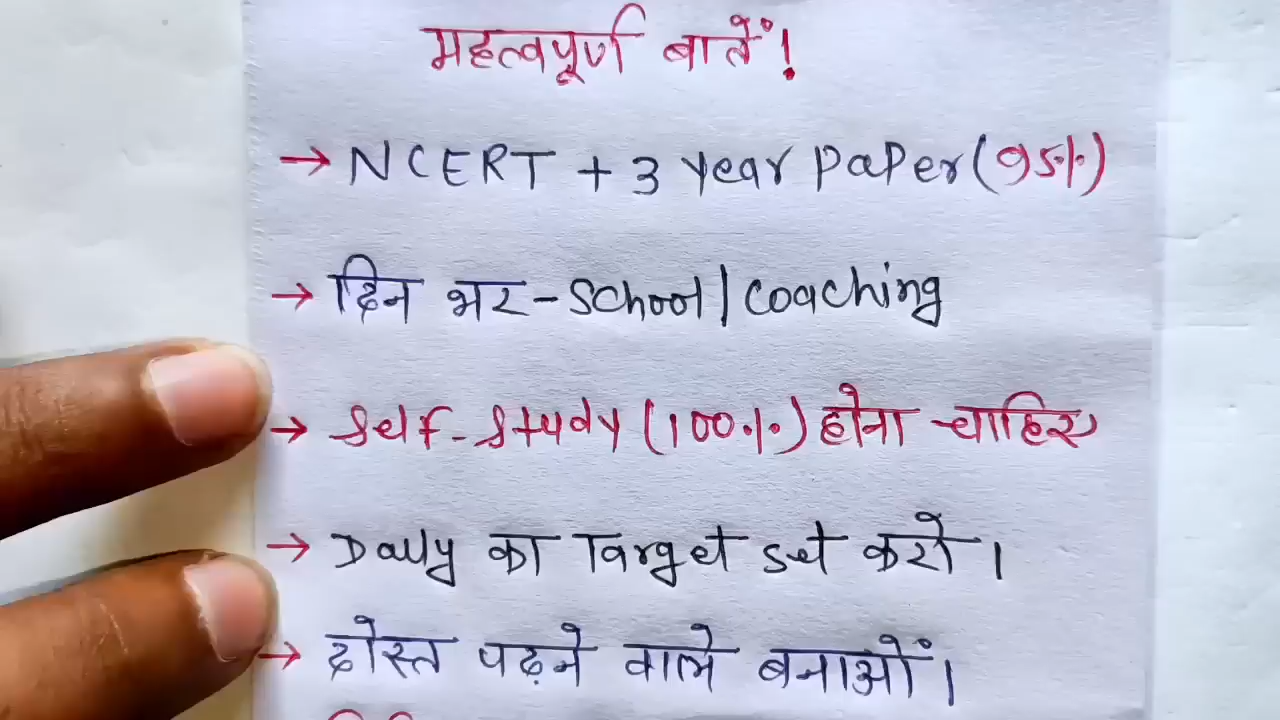 महत्वपूर्ण बातें!
→ NCERT + 3 Year Paper (95%)
→ दिन भर - School | Coaching
→ Self-Study (100%) होना चाहिए
→ Daily का Target Set करो।
→ दोस्त पढ़ने वाले बनाओं।